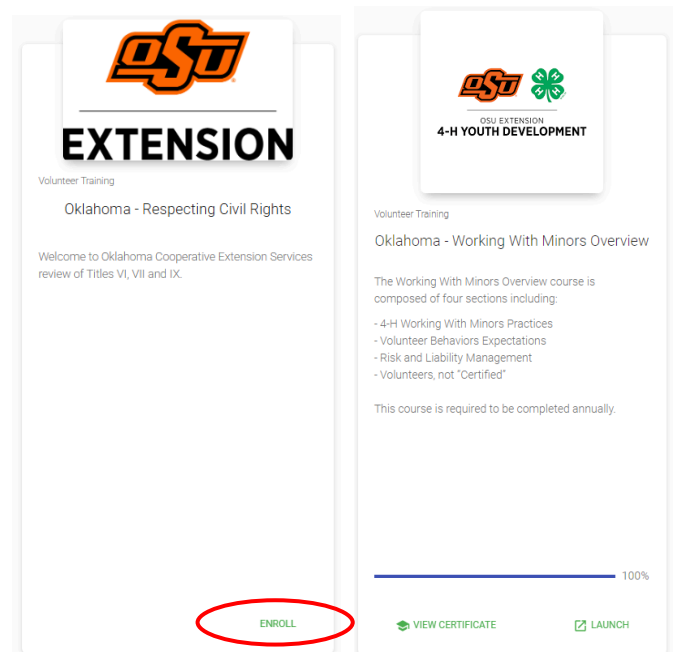 OSU
EXTENSION
Volunteer Training
Oklahoma - Respecting Civil Rights
Welcome to Oklahoma Cooperative Extension Services
review of Titles VI, VII and IX.
ENROLL
OSU
H H H H
OSU EXTENSION
4-H YOUTH DEVELOPMENT
Volunteer Training
Oklahoma - Working With Minors Overview
The Working With Minors Overview course is
composed of four sections including:
- 4-H Working With Minors Practices
- Volunteer Behaviors Expectations
- Risk and Liability Management
- Volunteers, not "Certified"
This course is required to be completed annually.
100%
VIEW CERTIFICATE
LAUNCH